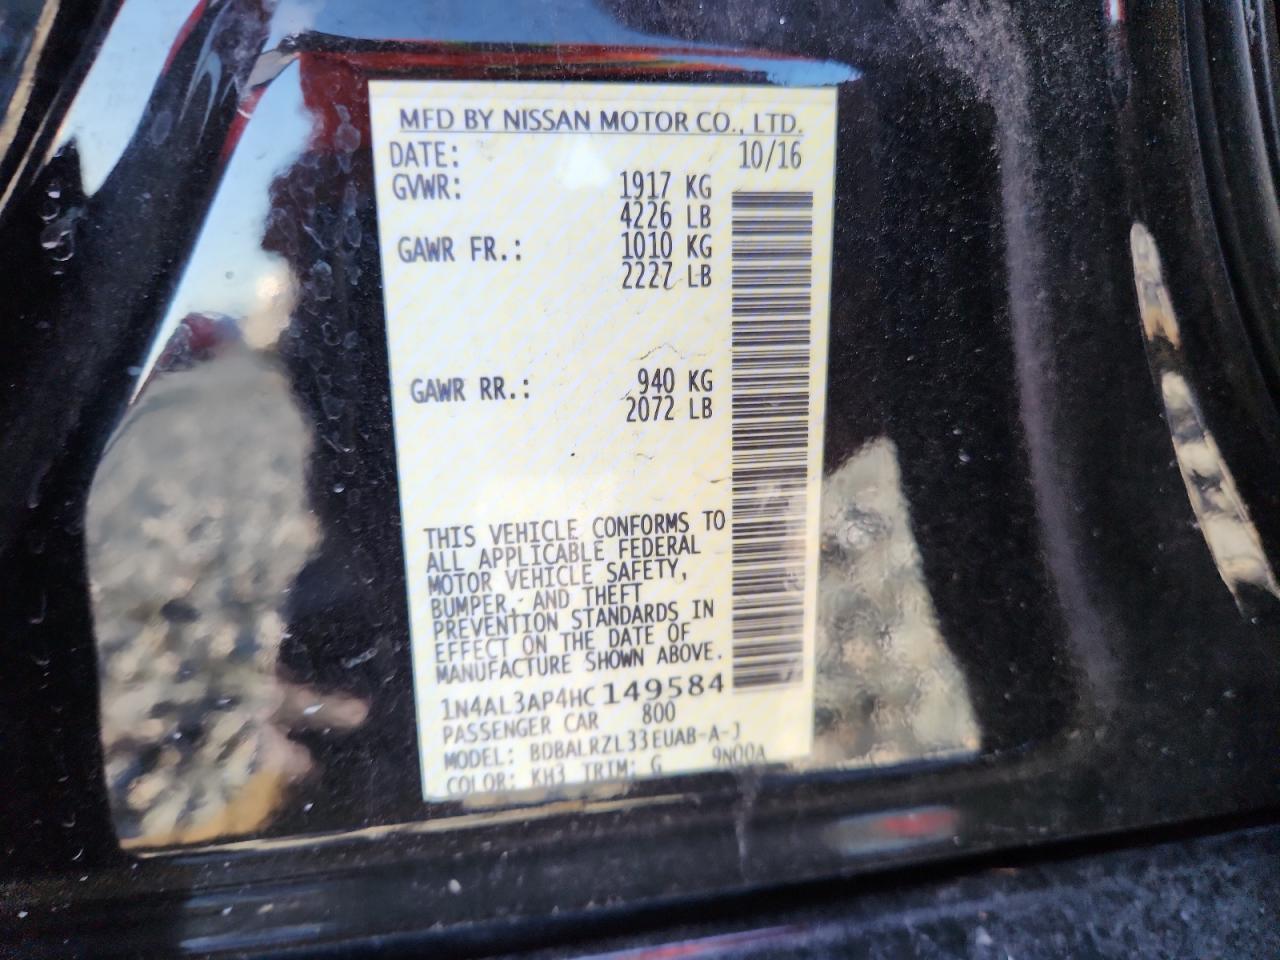 MFD BY NISSAN MOTOR CO., LTD.
DATE: 10/16
GVWR: 1917 KG
4226 LB
GAWR FR.: 1010 KG
2227 LB
GAWR RR.: 940 KG
2072 LB
THIS VEHICLE CONFORMS TO
ALL APPLICABLE FEDERAL
MOTOR VEHICLE SAFETY,
BUMPER, AND THEFT
PREVENTION STANDARDS IN
EFFECT ON THE DATE OF
MANUFACTURE SHOWN ABOVE.
1N4AL3AP4HC149584
PASSENGER CAR 800
MODEL: BDBALRZL33EUAB-A-J
COLOR: KH3 TRIM: G 9N00A